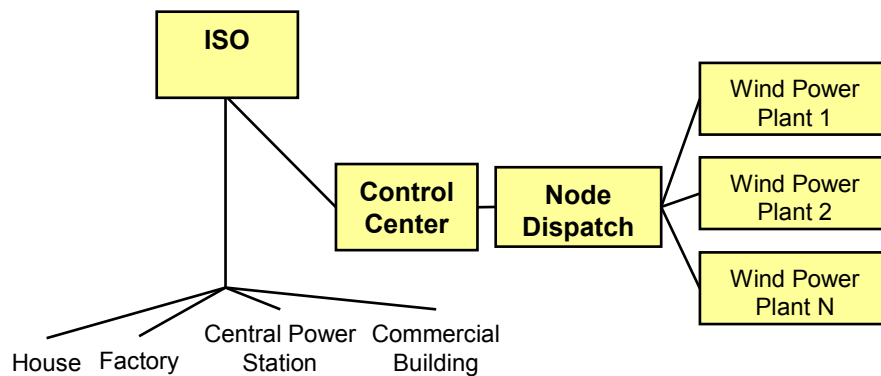 ISO
Control
Center
Node
Dispatch
Wind Power
Plant 1
Wind Power
Plant 2
Wind Power
Plant N
House
Factory
Central Power
Station
Commercial
Building